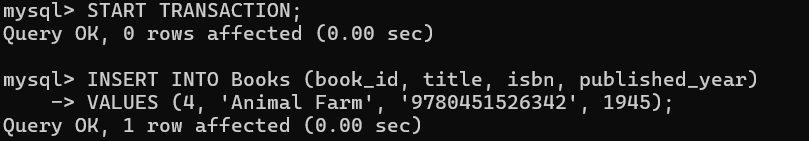 mysql> START TRANSACTION;
Query OK, 0 rows affected (0.00 sec)
mysql> INSERT INTO Books (book_id, title, isbn, published_year)
    -> VALUES (4, 'Animal Farm', '9780451526342', 1945);
Query OK, 1 row affected (0.00 sec)